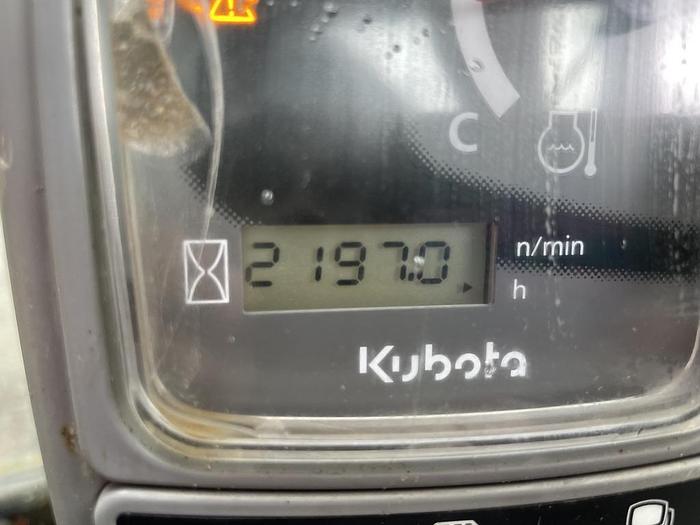 C
2197.0
n/min
h
Kubota